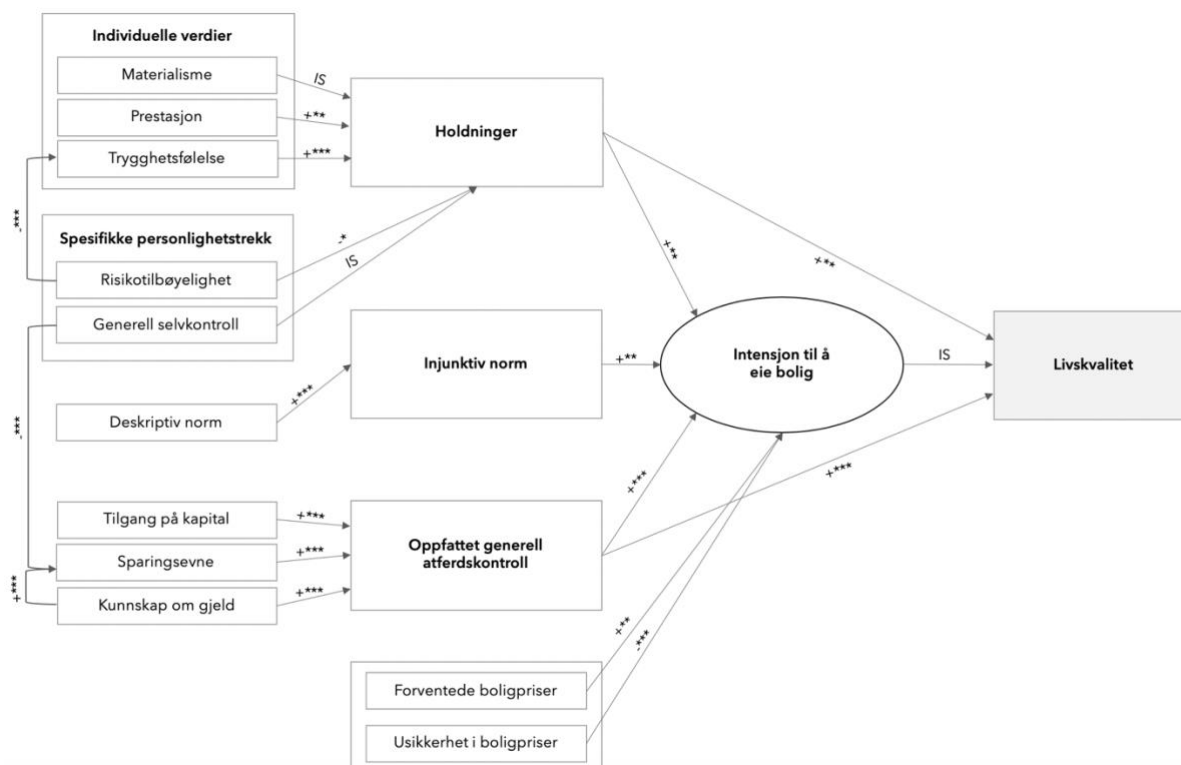 Individuelle verdier
Materialisme
Prestasjon
Trygghetsfølelse
IS
+**
+***
Holdninger
-***
Spesifikke personlighetstrekk
Risikotilbøyelighet
Generell selvkontroll
-*
IS
+**
+**
Deskriptiv norm
+***
Injunktiv norm
+**
Intensjon til å
eie bolig
IS
Livskvalitet
-***
Tilgang på kapital
Sparingsevne
Kunnskap om gjeld
+***
+***
+***
+***
Oppfattet generell
atferdskontroll
+***
+***
Forventede boligpriser
Usikkerhet i boligpriser
+**
-***